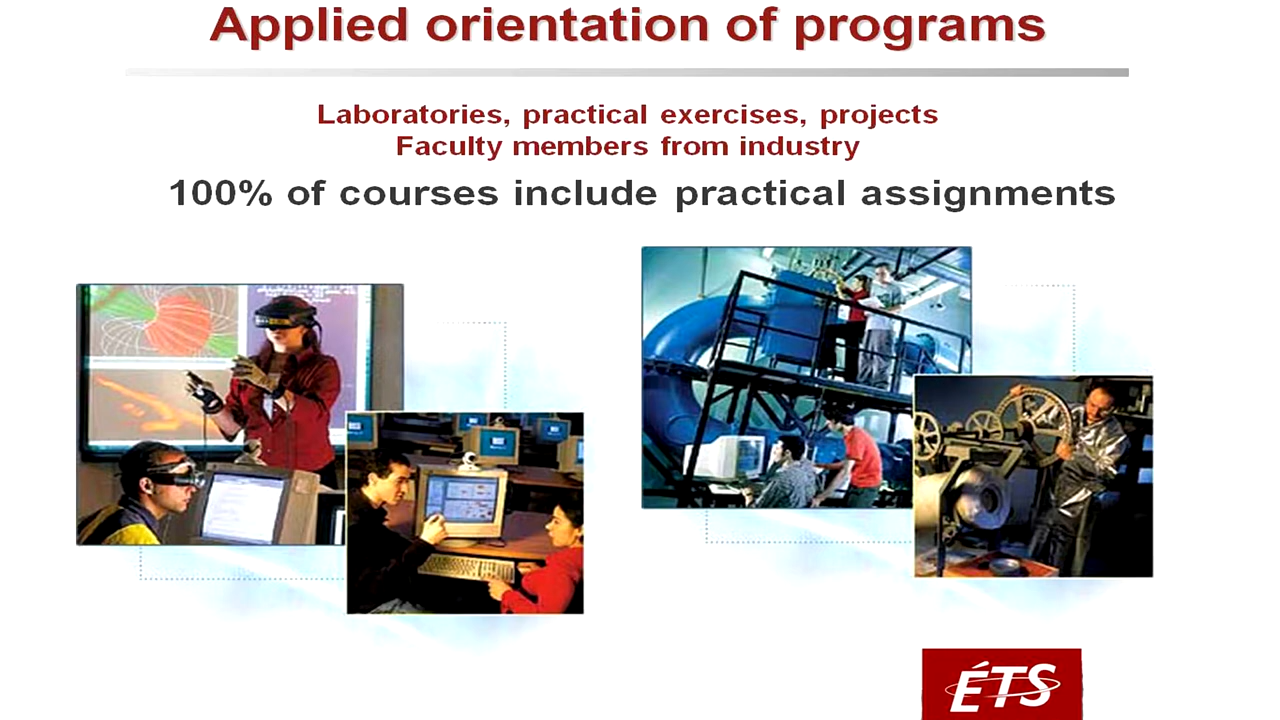 Applied orientation of programs
Laboratories, practical exercises, projects
Faculty members from industry
100% of courses include practical assignments
ÉTS